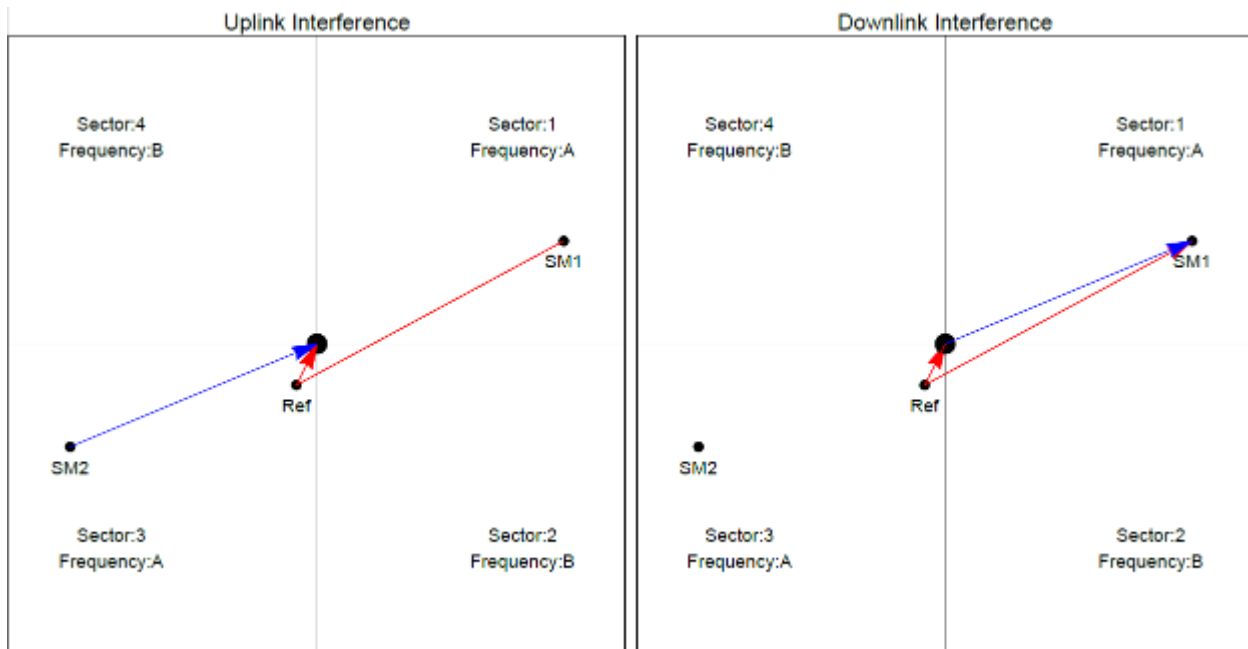 Uplink Interference
Sector:4
Frequency:B
Sector:1
Frequency:A
SM1
Ref
SM2
Sector:3
Frequency:A
Sector:2
Frequency:B
Downlink Interference
Sector:4
Frequency:B
Sector:1
Frequency:A
SM1
Ref
SM2
Sector:3
Frequency:A
Sector:2
Frequency:B